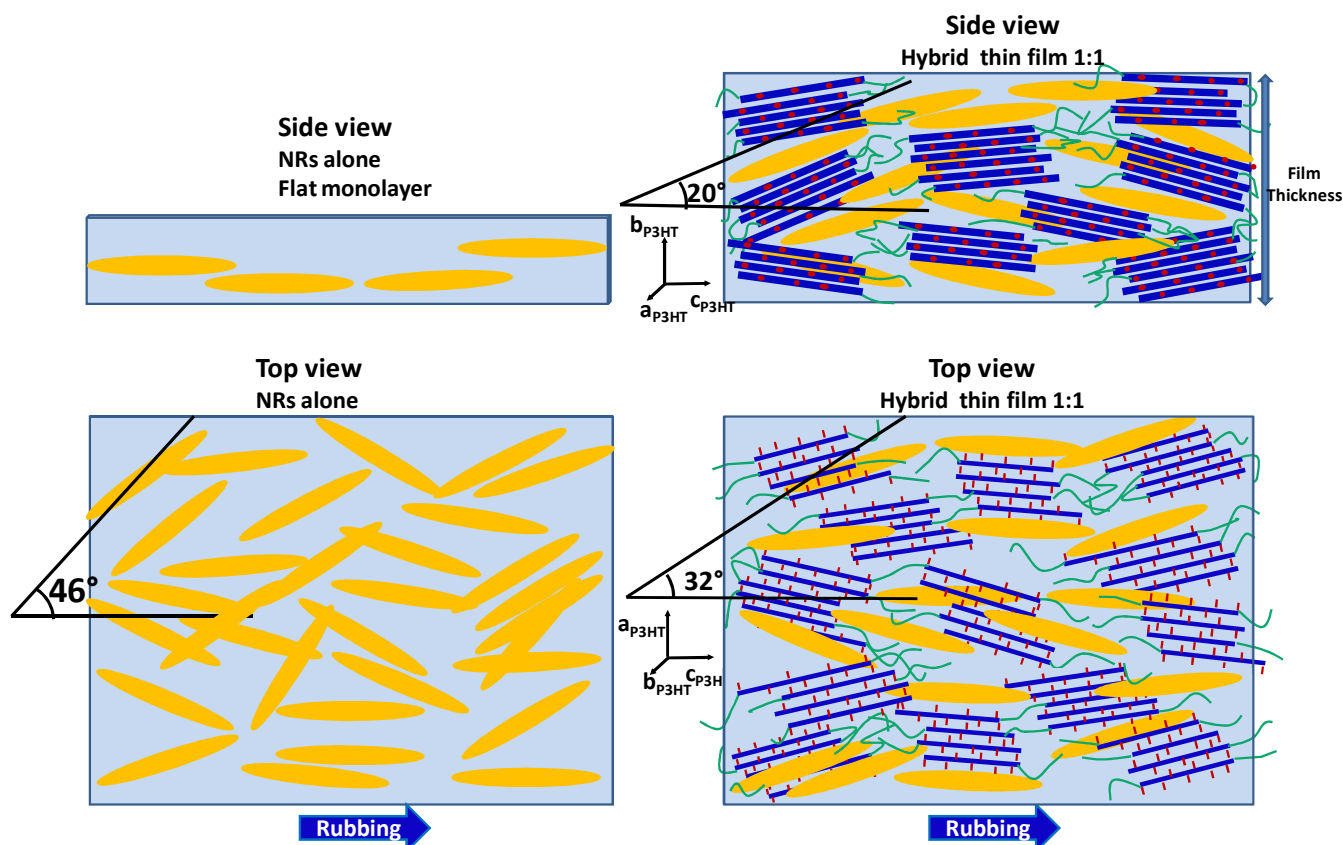 Side view
NRs alone
Flat monolayer
Side view
Hybrid thin film 1:1
20°
Film
Thickness
b P3HT
a P3HT
c P3HT
Top view
NRs alone
46°
Rubbing
Top view
Hybrid thin film 1:1
32°
a P3HT
b P3HT
c P3H
Rubbing